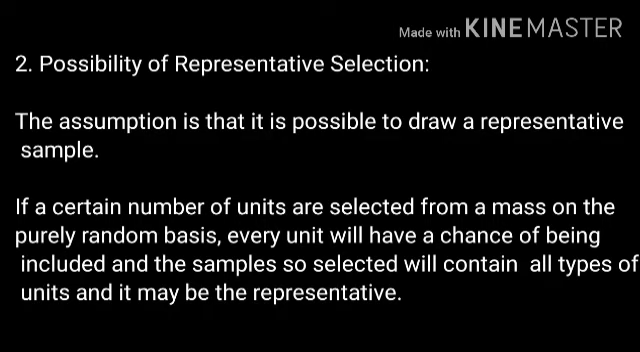 Made with KINEMASTER
2. Possibility of Representative Selection:
The assumption is that it is possible to draw a representative
sample.
If a certain number of units are selected from a mass on the
purely random basis, every unit will have a chance of being
included and the samples so selected will contain all types of
units and it may be the representative.